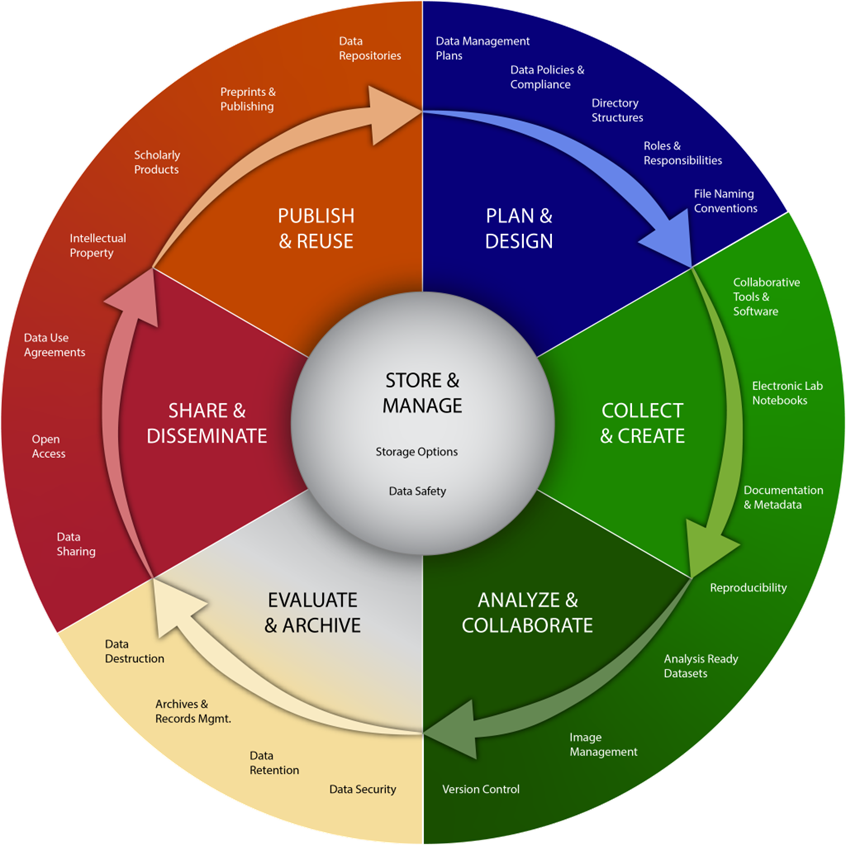 Data
Repositories
Preprints &
Publishing
Scholarly
Products
Intellectual
Property
PUBLISH
& REUSE
Data Management
Plans
Data Policies &
Compliance
Directory
Structures
Roles &
Responsibilities
File Naming
Conventions
PLAN &
DESIGN
Collaborative
Tools &
Software
Electronic Lab
Notebooks
Documentation
& Metadata
COLLECT
& CREATE
STORE &
MANAGE
Storage Options
Data Safety
Data Use
Agreements
Open
Access
Data
Sharing
SHARE &
DISSEMINATE
EVALUATE
& ARCHIVE
Data
Destruction
Archives &
Records Mgmt.
Data
Retention
Data Security
ANALYZE &
COLLABORATE
Reproducibility
Analysis Ready
Datasets
Image
Management
Version Control